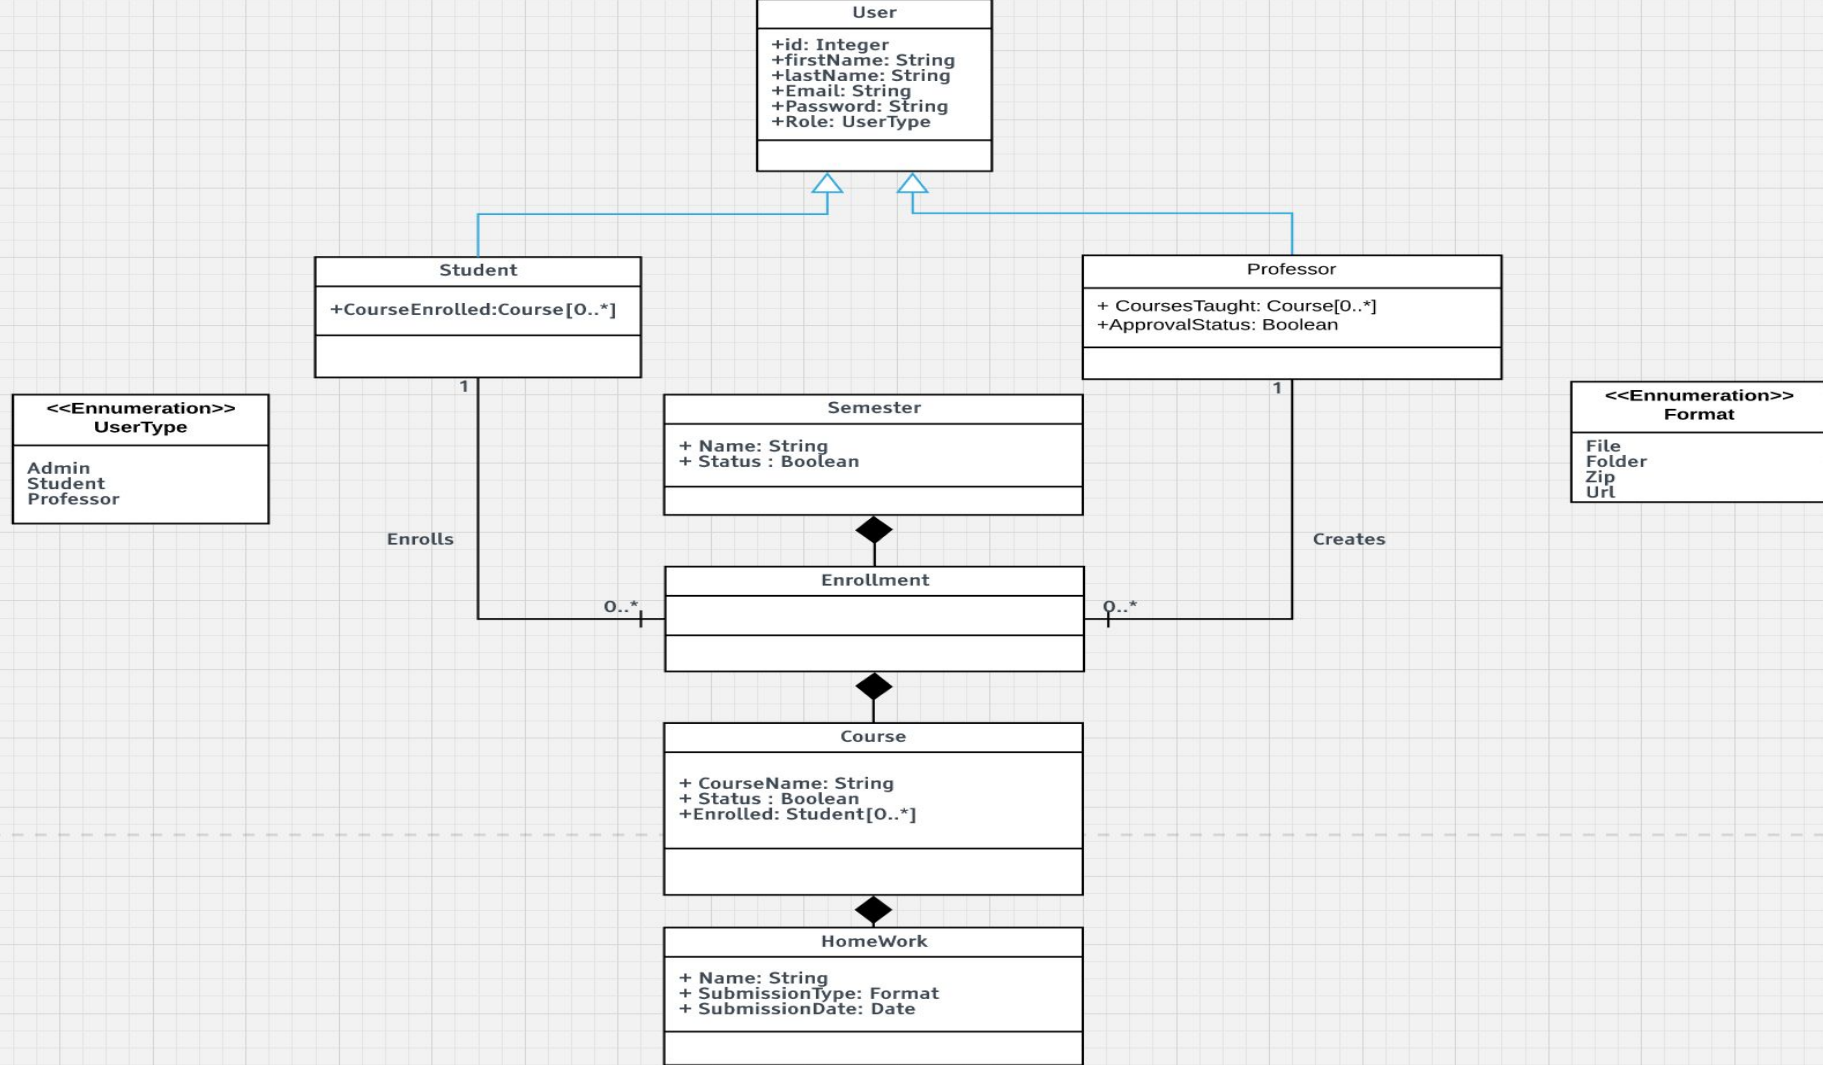 User
+id: Integer
+firstName: String
+lastName: String
+Email: String
+Password: String
+Role: UserType
Student
+CourseEnrolled:Course[0..*]
Professor
+ CoursesTaught: Course[0..*]
+ApprovalStatus: Boolean
1
1
<<Ennumeration>>
UserType
Admin
Student
Professor
Semester
+ Name: String
+ Status : Boolean
<<Ennumeration>>
Format
File
Folder
Zip
Url
Enrolls
Creates
Enrollment
0..*
0..*
Course
+ CourseName: String
+ Status : Boolean
+Enrolled: Student[0..*]
HomeWork
+ Name: String
+ SubmissionType: Format
+ SubmissionDate: Date